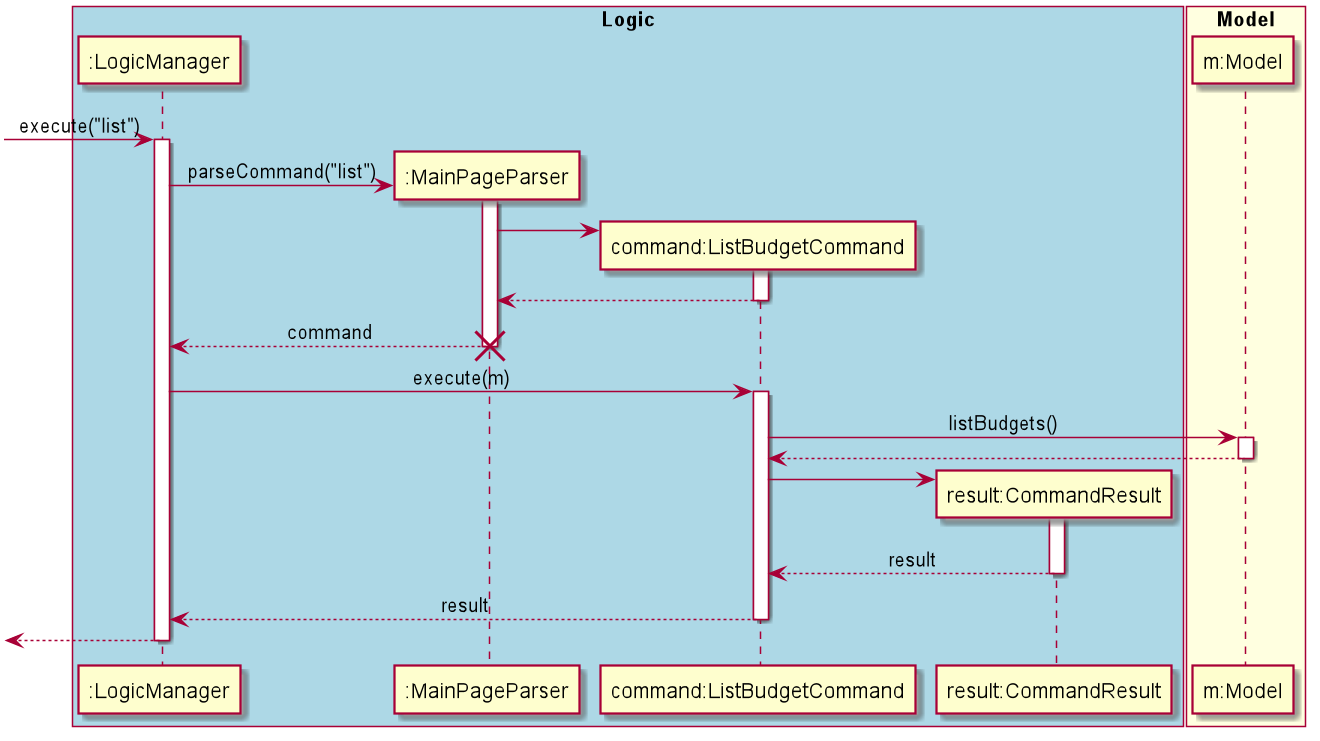 Logic
Model
:LogicManager
m:Model
execute("list")
parseCommand("list")
:MainPageParser
command:ListBudgetCommand
command
execute(m)
listBudgets()
result:CommandResult
result
result
:LogicManager
:MainPageParser
command:ListBudgetCommand
result:CommandResult
m:Model